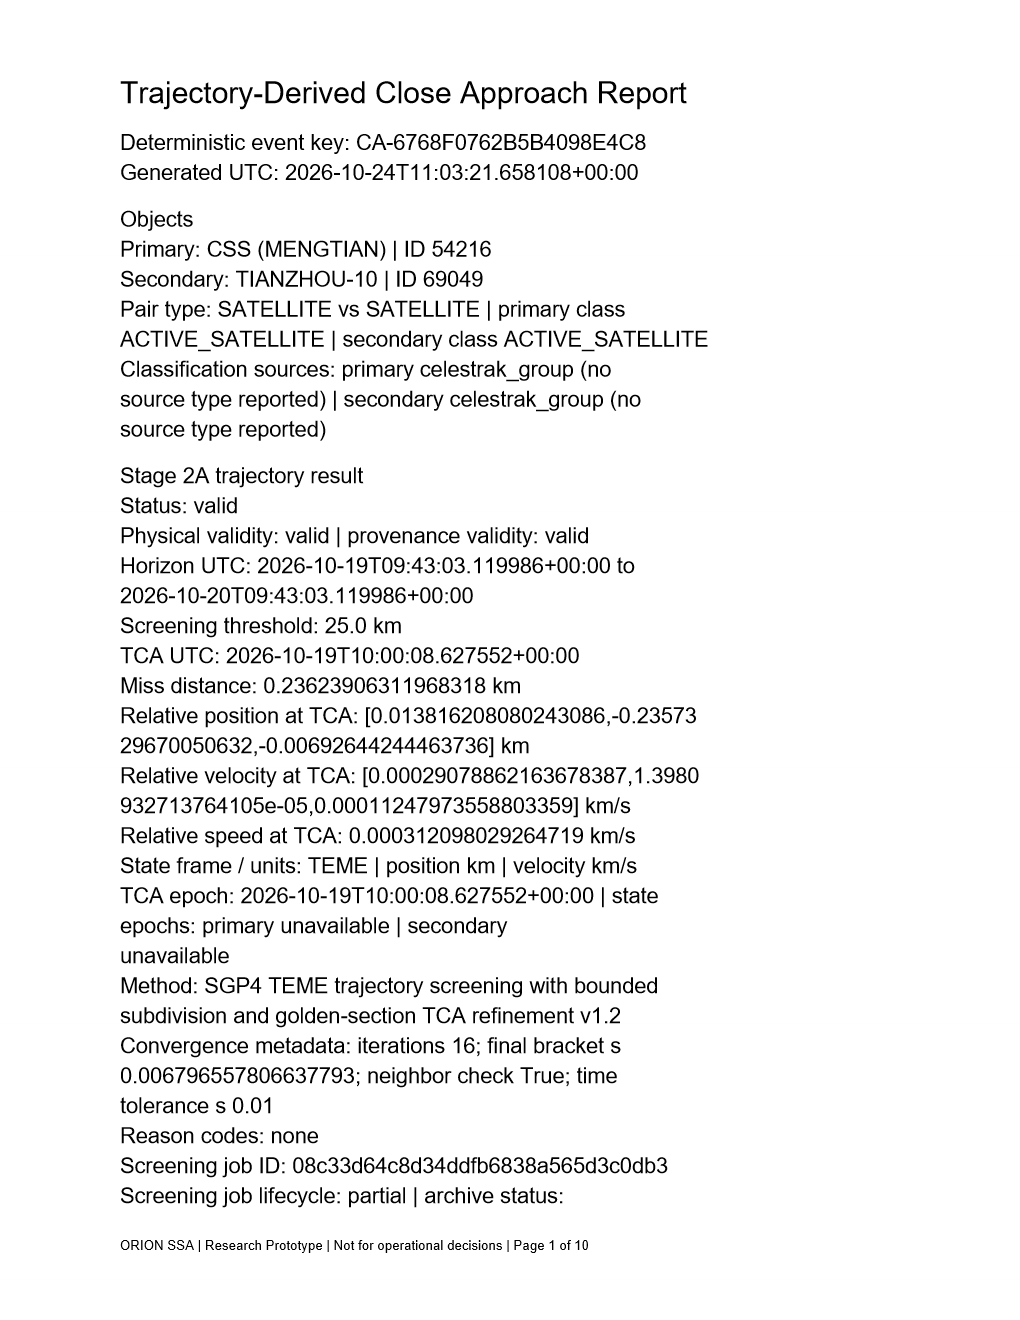 Trajectory-Derived Close Approach Report
Deterministic event key: CA-6768F0762B5B4098E4C8
Generated UTC: 2026-10-24T11:03:21.658108+00:00
Objects
Primary: CSS (MENGTIAN) | ID 54216
Secondary: TIANZHOU-10 | ID 69049
Pair type: SATELLITE vs SATELLITE | primary class
ACTIVE_SATELLITE | secondary class ACTIVE_SATELLITE
Classification sources: primary celestrak_group (no
source type reported) | secondary celestrak_group (no
source type reported)
Stage 2A trajectory result
Status: valid
Physical validity: valid | provenance validity: valid
Horizon UTC: 2026-10-19T09:43:03.119986+00:00 to
2026-10-20T09:43:03.119986+00:00
Screening threshold: 25.0 km
TCA UTC: 2026-10-19T10:00:08.627552+00:00
Miss distance: 0.23623906311968318 km
Relative position at TCA: [0.013816208080243086,-0.23573
29670050632,-0.00692644244463736] km
Relative velocity at TCA: [0.00029078862163678387,1.3980
932713764105e-05,0.00011247973558803359] km/s
Relative speed at TCA: 0.000312098029264719 km/s
State frame / units: TEME | position km | velocity km/s
TCA epoch: 2026-10-19T10:00:08.627552+00:00 | state
epochs: primary unavailable | secondary
unavailable
Method: SGP4 TEME trajectory screening with bounded
subdivision and golden-section TCA refinement v1.2
Convergence metadata: iterations 16; final bracket s
0.006796557806637793; neighbor check True; time
tolerance s 0.01
Reason codes: none
Screening job ID: 08c33d64c8d34ddfb6838a565d3c0db3
Screening job lifecycle: partial | archive status:
ORION SSA | Research Prototype | Not for operational decisions | Page 1 of 10